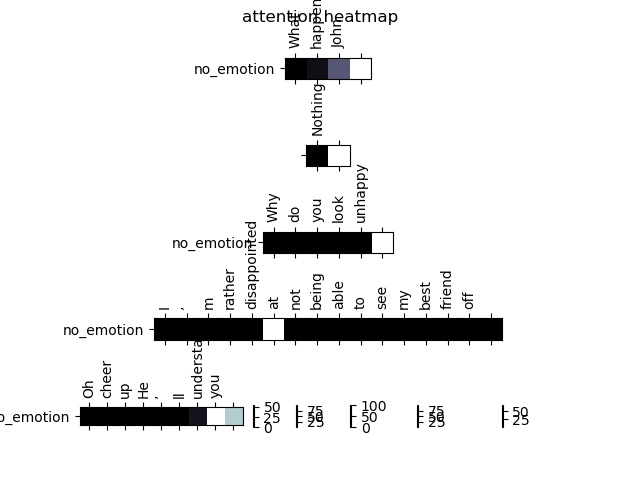 attention heatmap
What happen John
no_emotion
Nothing
Why do you look unhappy
no_emotion
I , m rather disappointed at not being able to see my best friend off
no_emotion
Oh cheer up He , ll understa you
no_emotion
50 25 0
75 50 25
100 50 0
75 50 25
50 25